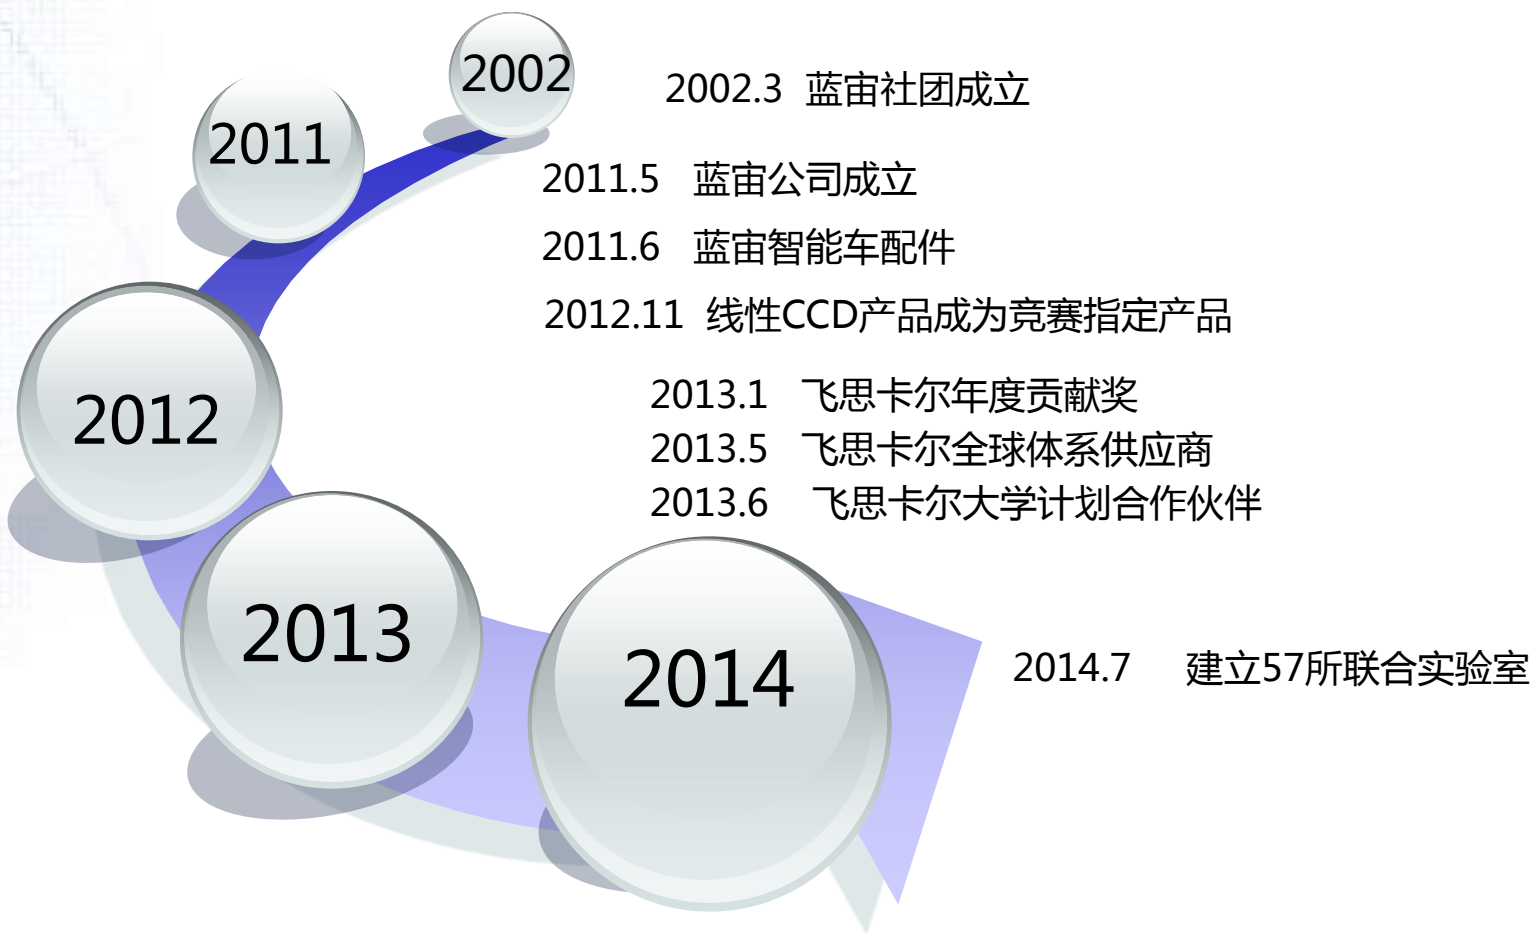 2002
2002.3 蓝宙社团成立
2011
2011.5 蓝宙公司成立
2011.6 蓝宙智能车配件
2012.11 线性CCD产品成为竞赛指定产品
2012
2013.1 飞思卡尔年度贡献奖
2013.5 飞思卡尔全球体系供应商
2013.6 飞思卡尔大学计划合作伙伴
2013
2014
2014.7 建立57所联合实验室